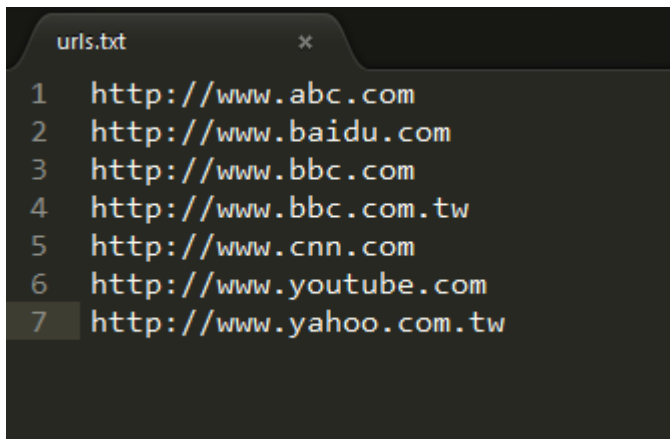 urls.txt ×
1 http://www.abc.com
2 http://www.baidu.com
3 http://www.bbc.com
4 http://www.bbc.com.tw
5 http://www.cnn.com
6 http://www.youtube.com
7 http://www.yahoo.com.tw